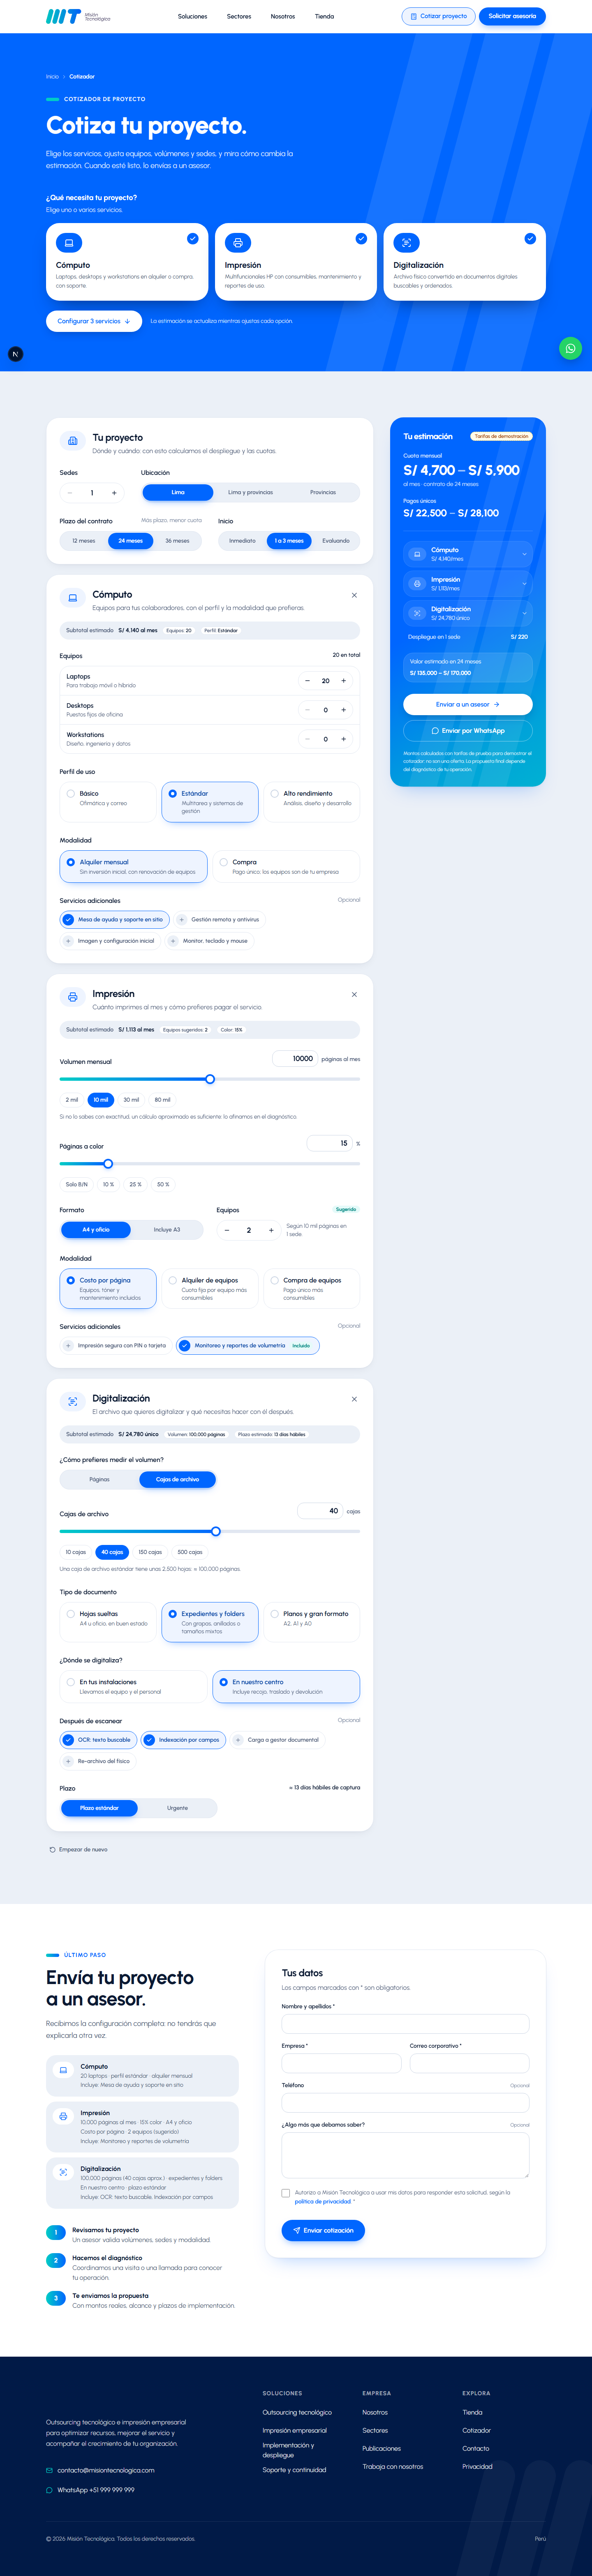 Misión
Tecnológica
Soluciones
Sectores
Nosotros
Tienda
Cotizar proyecto
Solicitar asesoría
Inicio
Cotizador
COTIZADOR DE PROYECTO
Cotiza tu proyecto.
Elige los servicios, ajusta equipos, volúmenes y sedes, y mira cómo cambia la
estimación. Cuando esté listo, lo envías a un asesor.
¿Qué necesita tu proyecto?
Elige uno o varios servicios.
Cómputo
Laptops, desktops y workstations en alquiler o compra,
con soporte.
Impresión
Multifuncionales HP con consumibles, mantenimiento y
reportes de uso.
Digitalización
Archivo físico convertido en documentos digitales
buscables y ordenados.
Configurar 3 servicios
La estimación se actualiza mientras ajustas cada opción.
N
Tu proyecto
Dónde y cuándo: con esto calculamos el despliegue y las cuotas.
Sedes
− 1 +
Ubicación
Lima
Lima y provincias
Provincias
Plazo del contrato
Más plazo, menor cuota
12 meses
24 meses
36 meses
Inicio
Inmediato
1 a 3 meses
Evaluando
Cómputo
Equipos para tus colaboradores, con el perfil y la modalidad que prefieras.
Subtotal estimado S/ 4,140 al mes
Equipos: 20
Perfil: Estándar
Equipos
20 en total
Laptops
Para trabajo móvil o híbrido
− 20 +
Desktops
Puestos fijos de oficina
− 0 +
Workstations
Diseño, ingeniería y datos
− 0 +
Perfil de uso
Básico
Ofimática y correo
Estándar
Multitarea y sistemas de
gestión
Alto rendimiento
Análisis, diseño y desarrollo
Modalidad
Alquiler mensual
Sin inversión inicial, con renovación de equipos
Compra
Pago único; los equipos son de tu empresa
Servicios adicionales
Opcional
Mesa de ayuda y soporte en sitio
Gestión remota y antivirus
Imagen y configuración inicial
Monitor, teclado y mouse
Impresión
Cuánto imprimes al mes y cómo prefieres pagar el servicio.
Subtotal estimado S/ 1,113 al mes
Equipos sugeridos: 2
Color: 15%
Volumen mensual
10000 páginas al mes
2 mil
10 mil
30 mil
80 mil
Si no lo sabes con exactitud, un cálculo aproximado es suficiente: lo afinamos en el diagnóstico.
Páginas a color
15 %
Solo B/N
10 %
25 %
50 %
Formato
A4 y oficio
Incluye A3
Equipos
Sugerido
− 2 +
Según 10 mil páginas en
1 sede.
Modalidad
Costo por página
Equipos, tóner y
mantenimiento incluidos
Alquiler de equipos
Cuota fija por equipo más
consumibles
Compra de equipos
Pago único más
consumibles
Servicios adicionales
Opcional
Impresión segura con PIN o tarjeta
Monitoreo y reportes de volumetría
Incluido
Digitalización
El archivo que quieres digitalizar y qué necesitas hacer con él después.
Subtotal estimado S/ 24,780 único
Volumen: 100,000 páginas
Plazo estimado: 13 días hábiles
¿Cómo prefieres medir el volumen?
Páginas
Cajas de archivo
Cajas de archivo
40 cajas
10 cajas
40 cajas
150 cajas
500 cajas
Una caja de archivo estándar tiene unas 2,500 hojas: ≈ 100,000 páginas.
Tipo de documento
Hojas sueltas
A4 u oficio, en buen estado
Expedientes y folders
Con grapas, anillados o
tamaños mixtos
Planos y gran formato
A2, A1 y A0
¿Dónde se digitaliza?
En tus instalaciones
Llevamos el equipo y el personal
En nuestro centro
Incluye recojo, traslado y devolución
Después de escanear
Opcional
OCR: texto buscable
Indexación por campos
Carga a gestor documental
Re-archivo del físico
Plazo
≈ 13 días hábiles de captura
Plazo estándar
Urgente
Empezar de nuevo
Tu estimación
Tarifas de demostración
Cuota mensual
S/ 4,700 – S/ 5,900
al mes · contrato de 24 meses
Pagos únicos
S/ 22,500 – S/ 28,100
Cómputo
S/ 4,140/mes
Impresión
S/ 1,113/mes
Digitalización
S/ 24,780 único
Despliegue en 1 sede
S/ 220
Valor estimado en 24 meses
S/ 135,000 – S/ 170,000
Enviar a un asesor
Enviar por WhatsApp
Montos calculados con tarifas de prueba para demostrar el
cotizador: no son una oferta. La propuesta final depende
del diagnóstico de tu operación.
ÚLTIMO PASO
Envía tu proyecto
a un asesor.
Recibimos la configuración completa: no tendrás que
explicarla otra vez.
Cómputo
20 laptops · perfil estándar · alquiler mensual
Incluye: Mesa de ayuda y soporte en sitio
Impresión
10,000 páginas al mes · 15% color · A4 y oficio
Costo por página · 2 equipos (sugerido)
Incluye: Monitoreo y reportes de volumetría
Digitalización
100,000 páginas (40 cajas aprox.) · expedientes y folders
En nuestro centro · plazo estándar
Incluye: OCR: texto buscable, Indexación por campos
1
Revisamos tu proyecto
Un asesor valida volúmenes, sedes y modalidad.
2
Hacemos el diagnóstico
Coordinamos una visita o una llamada para conocer
tu operación.
3
Te enviamos la propuesta
Con montos reales, alcance y plazos de implementación.
Tus datos
Los campos marcados con * son obligatorios.
Nombre y apellidos *
Empresa *
Correo corporativo *
Teléfono
Opcional
¿Algo más que debamos saber?
Opcional
Autorizo a Misión Tecnológica a usar mis datos para responder esta solicitud, según la
política de privacidad. *
Enviar cotización
Outsourcing tecnológico e impresión empresarial
para optimizar recursos, mejorar el servicio y
acompañar el crecimiento de tu organización.
contacto@misiontecnologica.com
WhatsApp +51 999 999 999
SOLUCIONES
Outsourcing tecnológico
Impresión empresarial
Implementación y
despliegue
Soporte y continuidad
EMPRESA
Nosotros
Sectores
Publicaciones
Trabaja con nosotros
EXPLORA
Tienda
Cotizador
Contacto
Privacidad
© 2026 Misión Tecnológica. Todos los derechos reservados.
Perú